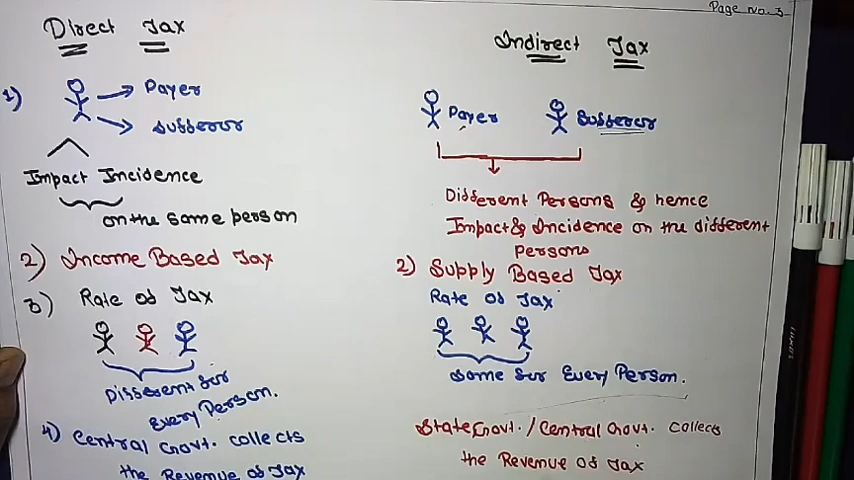 Page No. 3
Direct Tax
1)
Payer
Sufferer
Impact Incidence
on the same person
2) Income Based Tax
3) Rate of Tax
Different for
every Person.
4) Central Govt. collects
the Revenue of Tax
Indirect Tax
Payer
Sufferer
Different Persons & hence
Impact & Incidence on the different
persons
2) Supply Based Tax
Rate of Tax
Same for Every Person.
State Govt. / Central Govt. collects
the Revenue of Tax